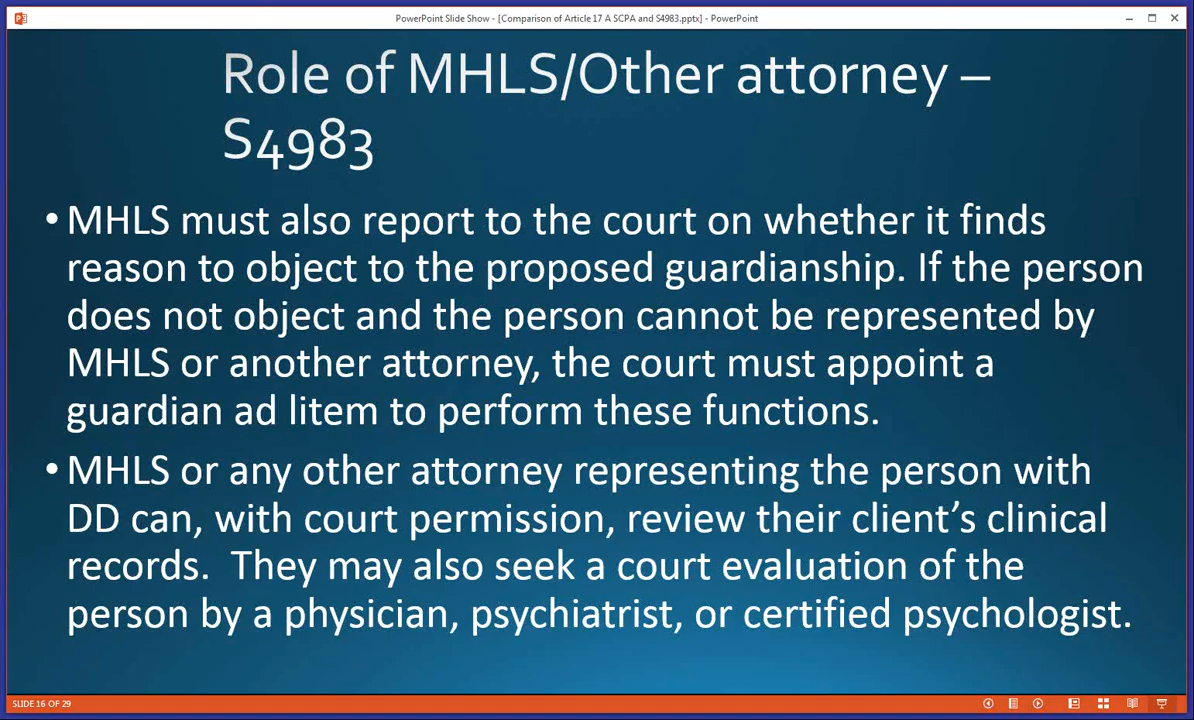 PowerPoint Slide Show - [Comparison of Article 17 A SCPA and S4983.pptx] - PowerPoint
Role of MHLS/Other attorney –
S4983
• MHLS must also report to the court on whether it finds
reason to object to the proposed guardianship. If the person
does not object and the person cannot be represented by
MHLS or another attorney, the court must appoint a
guardian ad litem to perform these functions.
• MHLS or any other attorney representing the person with
DD can, with court permission, review their client’s clinical
records.  They may also seek a court evaluation of the
person by a physician, psychiatrist, or certified psychologist.
SLIDE 16 OF 29